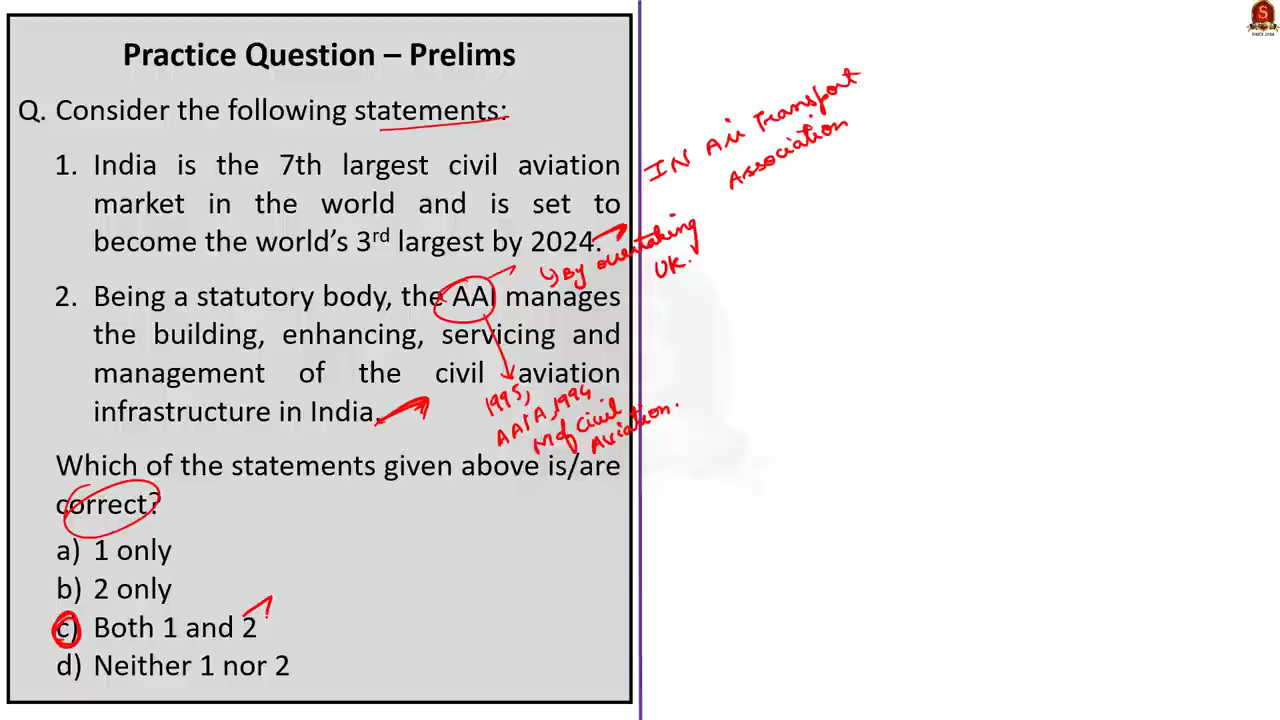 Practice Question – Prelims
Q. Consider the following statements:
1. India is the 7th largest civil aviation
market in the world and is set to
become the world's 3rd largest by 2024.
2. Being a statutory body, the AAI manages
the building, enhancing, servicing and
management of the civil aviation
infrastructure in India.
Which of the statements given above is/are
correct?
a) 1 only
b) 2 only
c) Both 1 and 2
d) Neither 1 nor 2
IN Air Transport
Association
By overtaking
UK.
1995,
AAIA, 1994
M of Civil
Aviation.
S
SINCE 2004